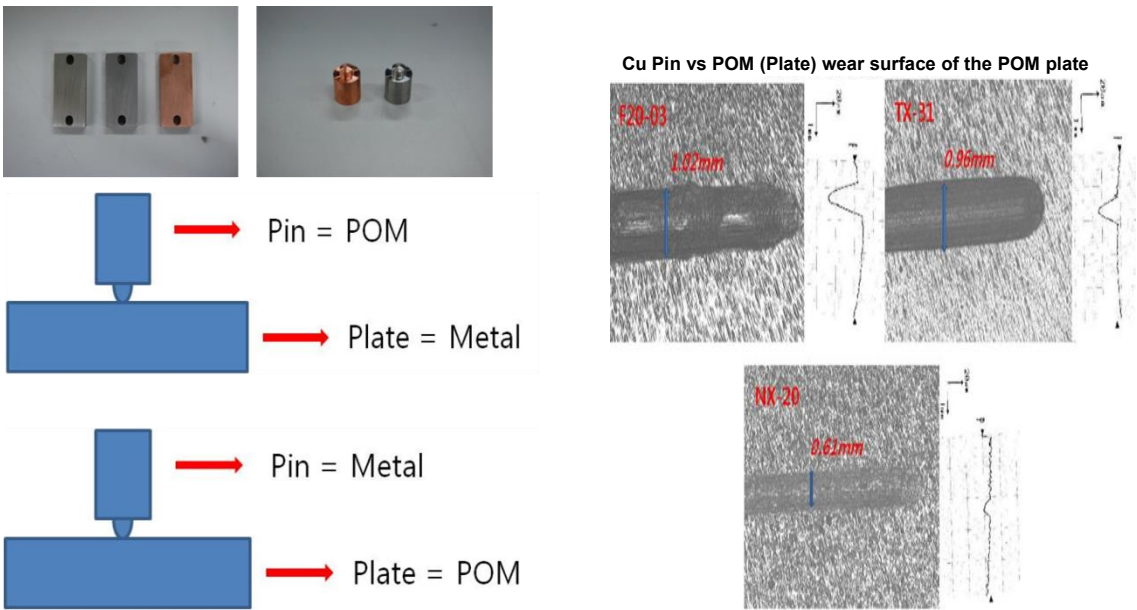 Pin = POM
Plate = Metal
Pin = Metal
Plate = POM
Cu Pin vs POM (Plate) wear surface of the POM plate
F20-03
1.02mm
TX-31
0.96mm
NX-20
0.61mm